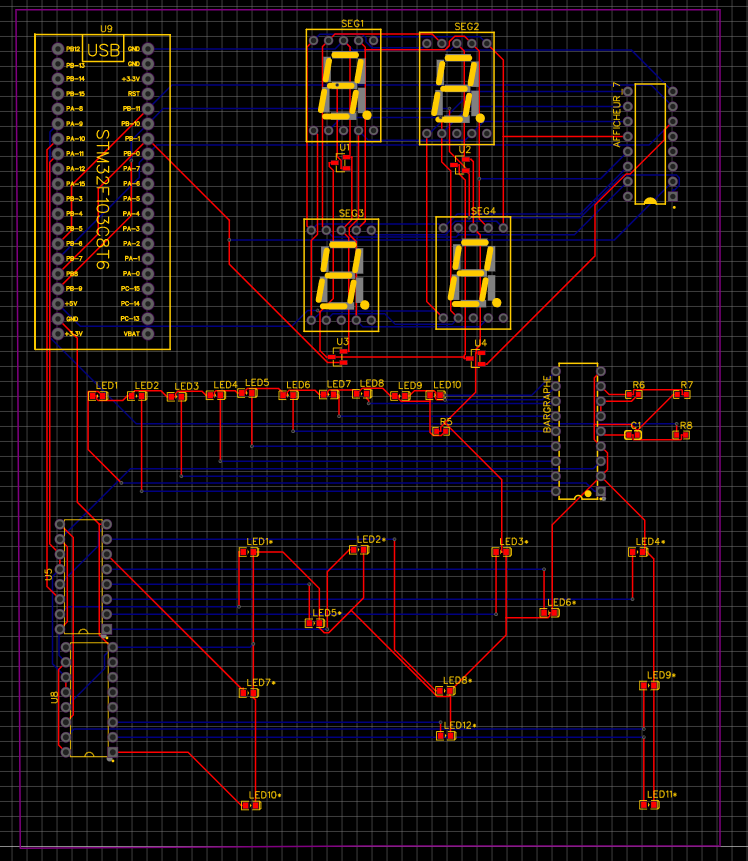 U9
USB
PB12 GND
PB-13 GND
PB-14 +3.3V
PB-15 RST
PA-8 PB-11
PA-9 PB-10
PA-10 PB-1
PA-11 PB-0
PA-12 PA-7
PA-15 PA-6
PB-3 PA-5
PB-4 PA-4
PB-5 PA-3
PB-6 PA-2
PB-7 PA-1
PB8 PA-0
PB-9 PC-15
+5V PC-14
GND PC-13
+3.3V VBAT
STM32F103C8T6
SEG1
SEG2
U1
U2
AFFICHEUR_7
SEG3
SEG4
U3
U4
LED1 LED2 LED3 LED4 LED5 LED6 LED7 LED8 LED9 LED10
R5
BARGRAPHE
R6 R7
C1 R8
U5
LED1* LED2* LED3* LED4*
LED5* LED6*
U8
LED7* LED8* LED9*
LED12*
LED10* LED11*